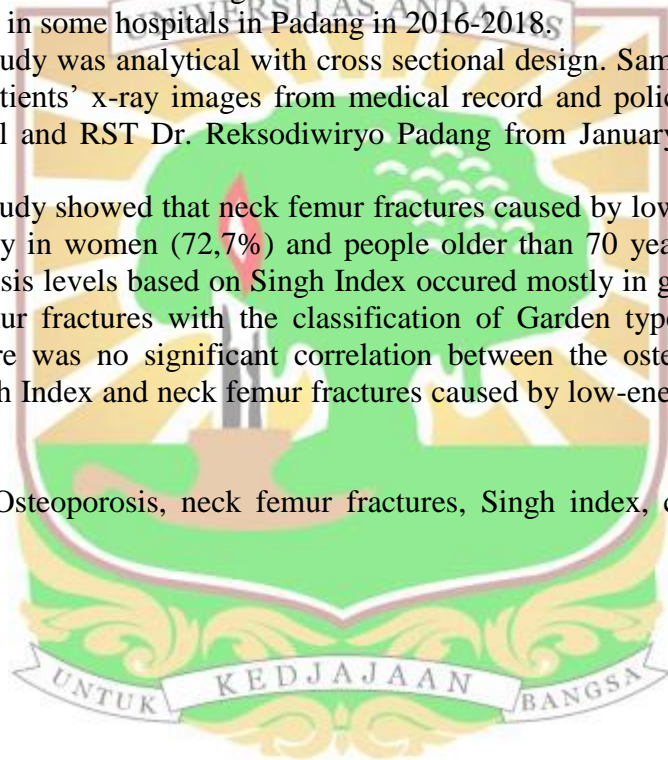 UNIVERSITAS ANDALAS
in some hospitals in Padang in 2016-2018.
udy was analytical with cross sectional design. Sam
tients’ x-ray images from medical record and polic
l and RST Dr. Reksodiwiryo Padang from January
udy showed that neck femur fractures caused by low
y in women (72,7%) and people older than 70 yea
sis levels based on Singh Index occured mostly in g
ur fractures with the classification of Garden type
re was no significant correlation between the oste
h Index and neck femur fractures caused by low-ene
Osteoporosis, neck femur fractures, Singh index, c
UNTUK KEDJAJAAN BANGSA